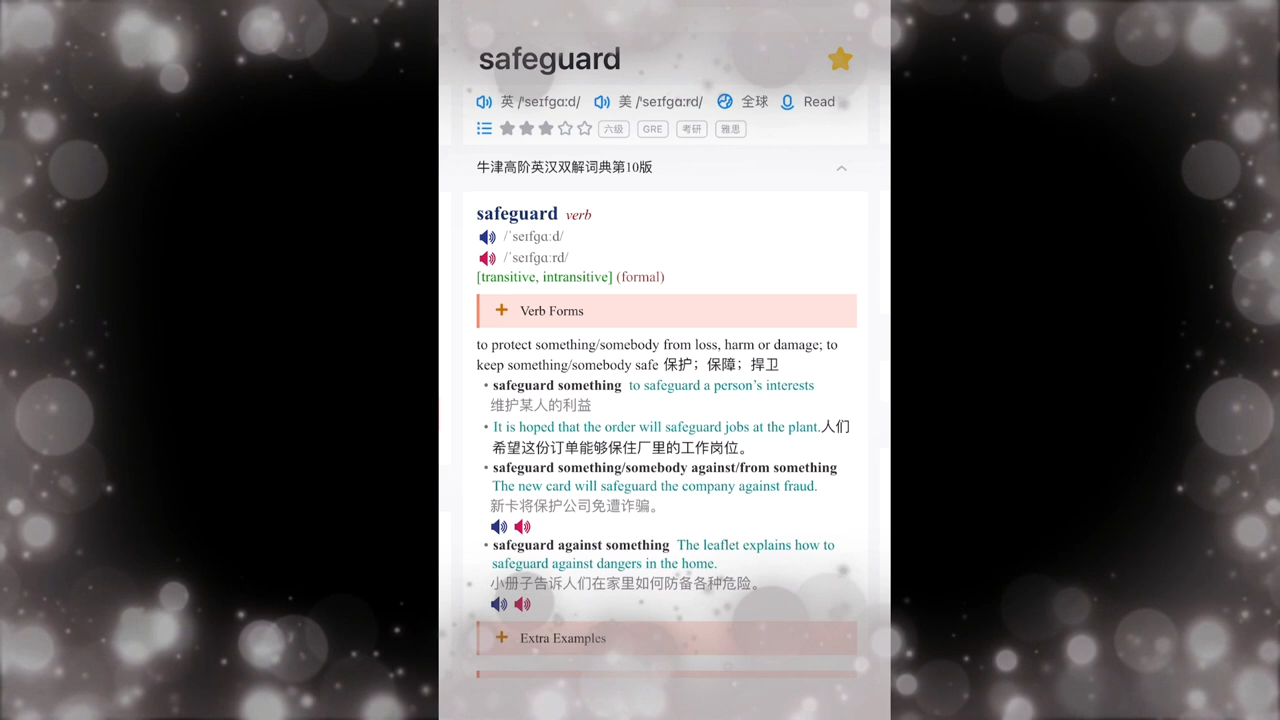 safeguard
英 /'seɪfgɑːd/ 美 /'seɪfgɑːrd/ 全球 Read
六级 GRE 考研 雅思
牛津高阶英汉双解词典第10版
safeguard verb
/ˈseɪfɡɑːd/
/ˈseɪfɡɑːrd/
[transitive, intransitive] (formal)
+ Verb Forms
to protect something/somebody from loss, harm or damage; to
keep something/somebody safe 保护；保障；捍卫
• safeguard something to safeguard a person’s interests
维护某人的利益
• It is hoped that the order will safeguard jobs at the plant.人们
希望这份订单能够保住厂里的工作岗位。
• safeguard something/somebody against/from something
The new card will safeguard the company against fraud.
新卡将保护公司免遭诈骗。
• safeguard against something The leaflet explains how to
safeguard against dangers in the home.
小册子告诉人们在家里如何防备各种危险。
+ Extra Examples